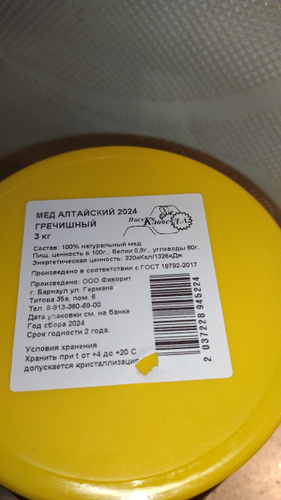 МЕД АЛТАЙСКИЙ 2024
ГРЕЧИШНЫЙ
3 кг
Состав: 100% натуральный мед
Пищ. ценность в 100г.: белки 0,8г., углеводы 80г.
Энергетическая ценность: 320кКал/1326кДж
Произведено в соответствии с ГОСТ 19792-2017
Произведено: ООО Фаворит
г. Барнаул ул. Германа
Титова 35а, пом. 6
Тел. 8-913-360-69-00
Дата упаковки см. на банке
Год сбора 2024
Срок годности 2 года.
Условия хранения
Хранить при t от +4 до +20 С
допускается кристаллизация
2 037228 945224